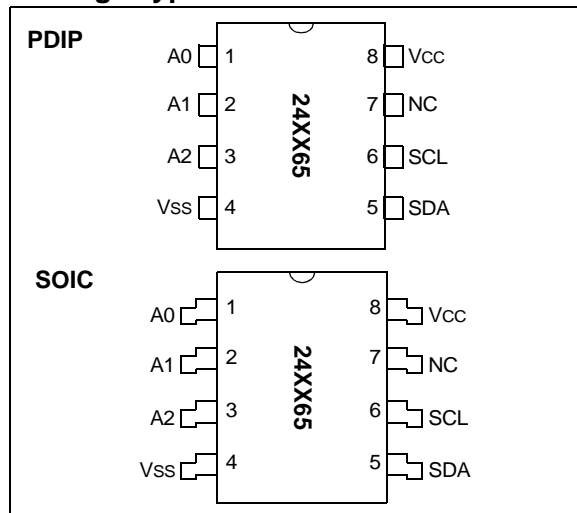 PDIP
A0 1 8 VCC
A1 2 7 NC
A2 3 6 SCL
VSS 4 5 SDA
24XX65
SOIC
A0 1 8 VCC
A1 2 7 NC
A2 3 6 SCL
VSS 4 5 SDA
24XX65